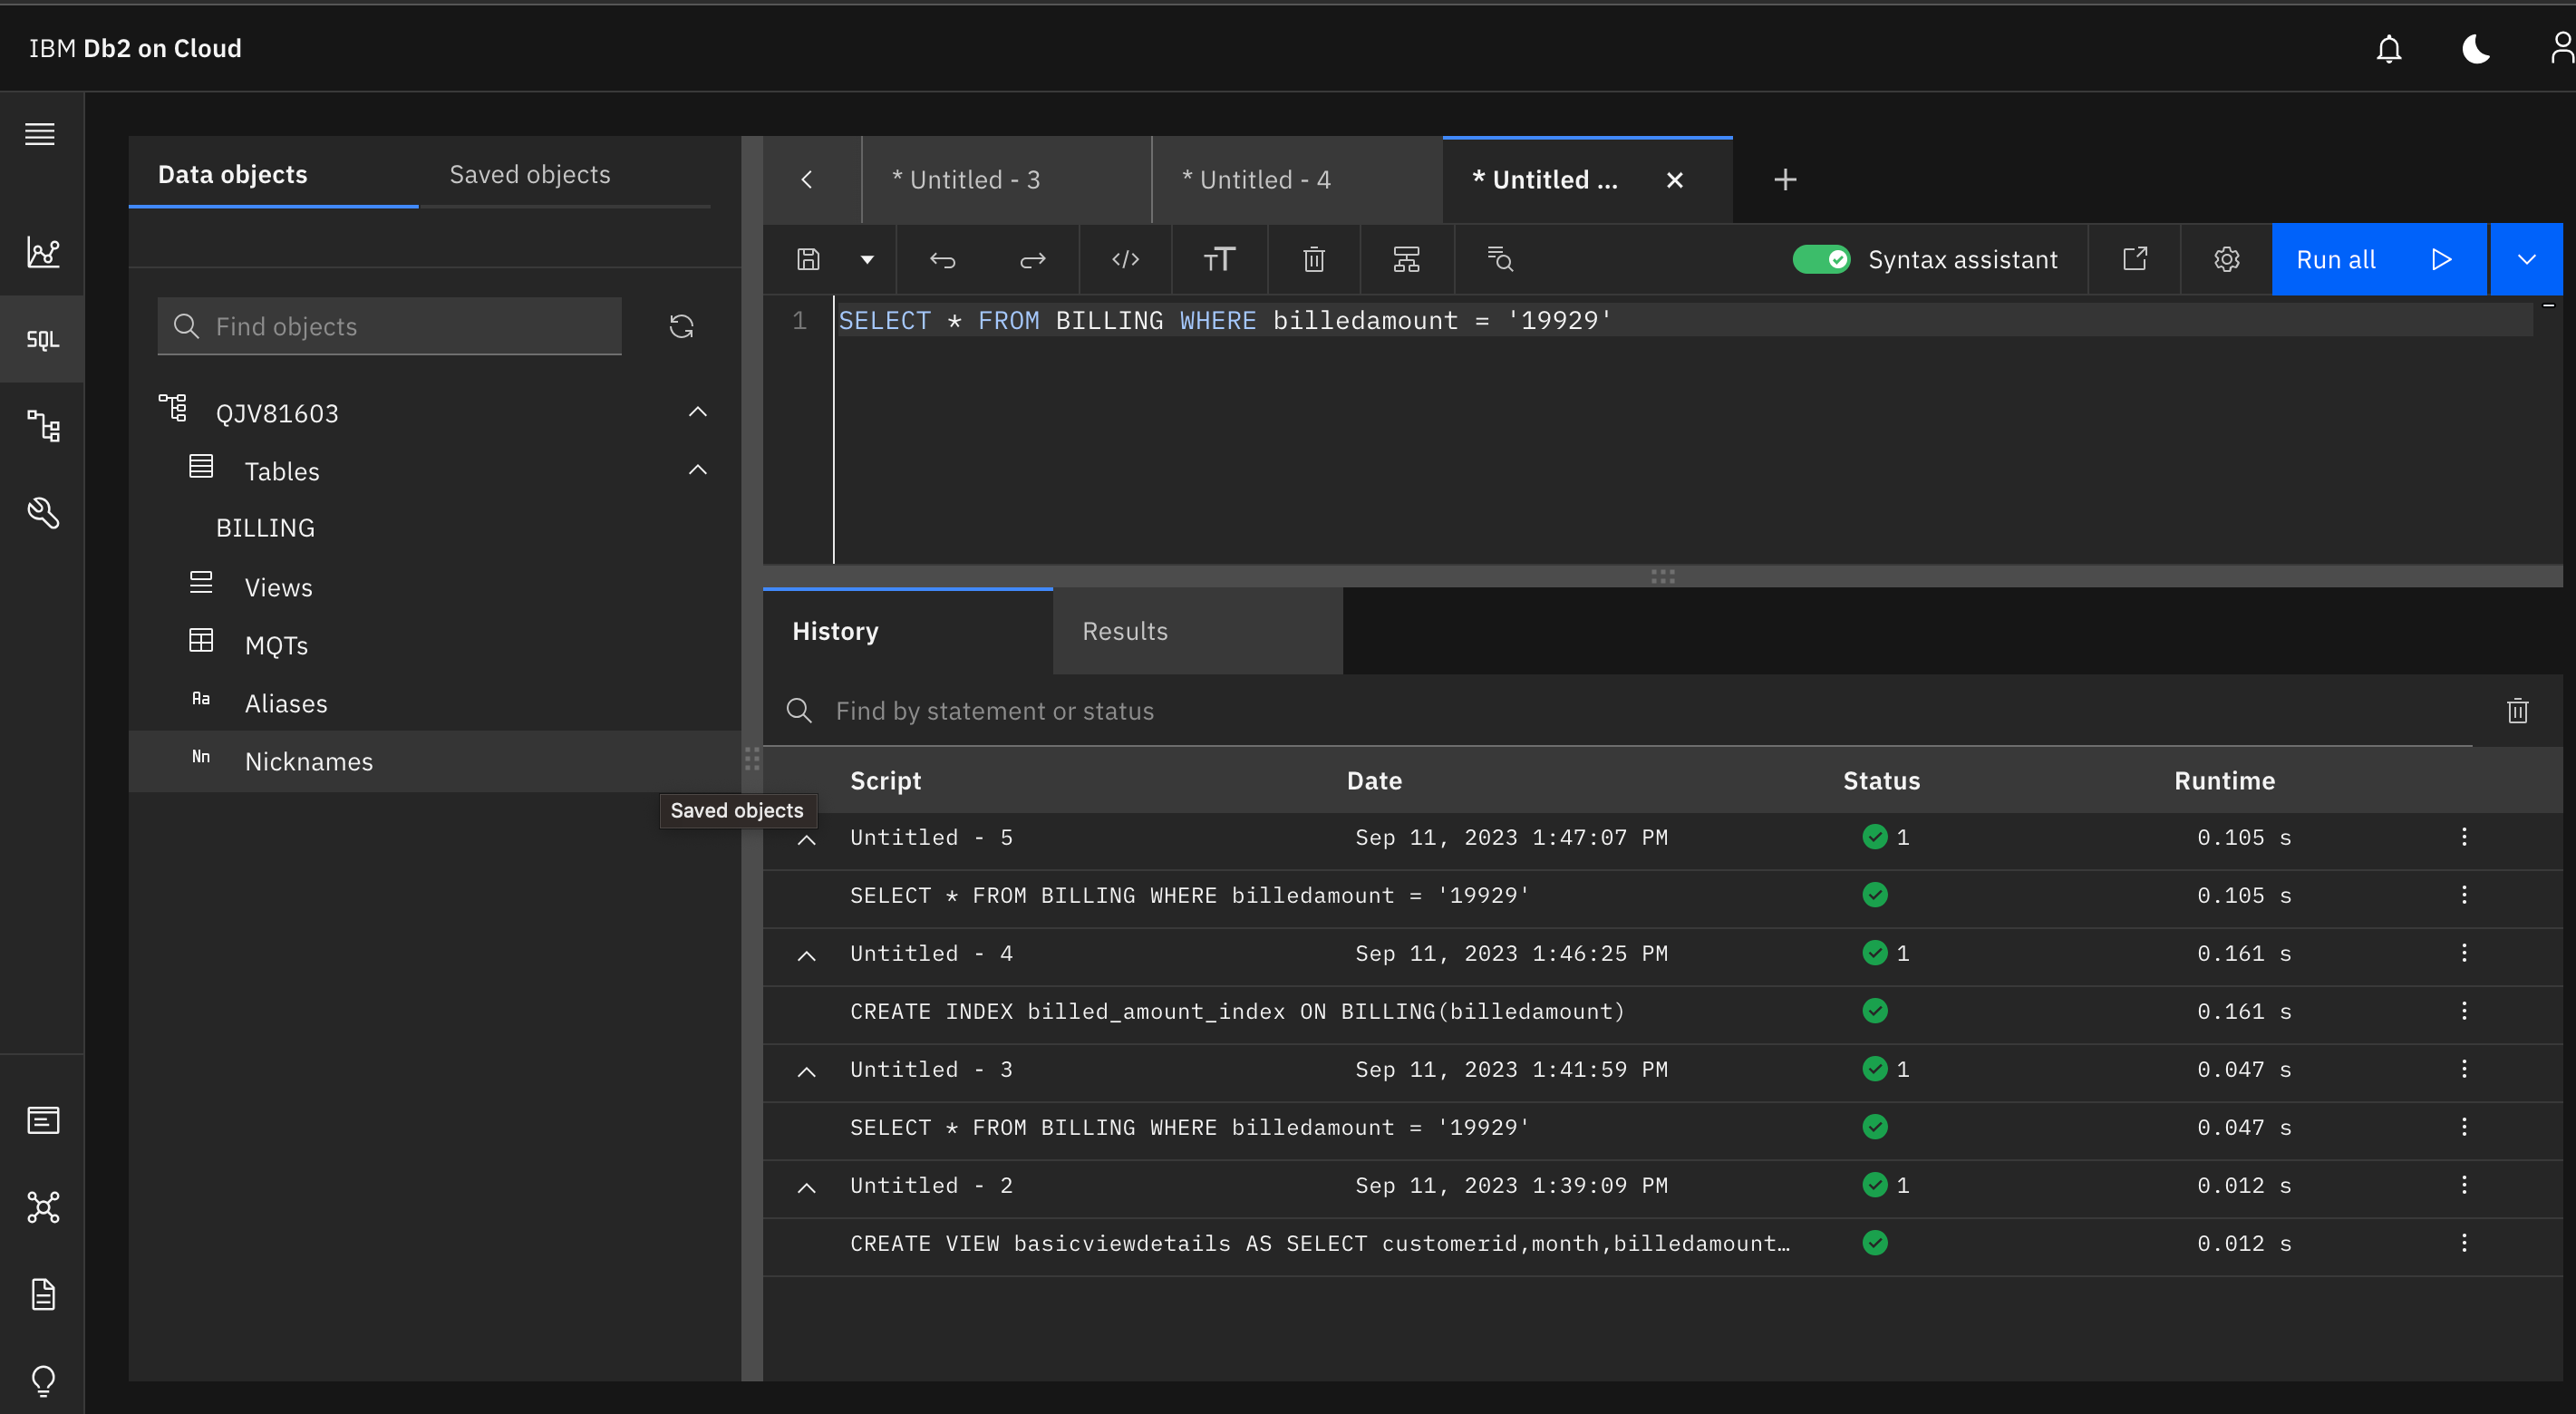 IBM Db2 on Cloud
Data objects Saved objects
* Untitled - 3 * Untitled - 4 * Untitled ...
SQL
Find objects
QJV81603
Tables
BILLING
Views
MQTs
Aa Aliases
Nn Nicknames
Saved objects
TT Syntax assistant Run all
1 SELECT * FROM BILLING WHERE billedamount = '19929'
History Results
Find by statement or status
Script Date Status Runtime
Untitled - 5 Sep 11, 2023 1:47:07 PM 1 0.105 s
SELECT * FROM BILLING WHERE billedamount = '19929' 0.105 s
Untitled - 4 Sep 11, 2023 1:46:25 PM 1 0.161 s
CREATE INDEX billed_amount_index ON BILLING(billedamount) 0.161 s
Untitled - 3 Sep 11, 2023 1:41:59 PM 1 0.047 s
SELECT * FROM BILLING WHERE billedamount = '19929' 0.047 s
Untitled - 2 Sep 11, 2023 1:39:09 PM 1 0.012 s
CREATE VIEW basicviewdetails AS SELECT customerid,month,billedamount… 0.012 s